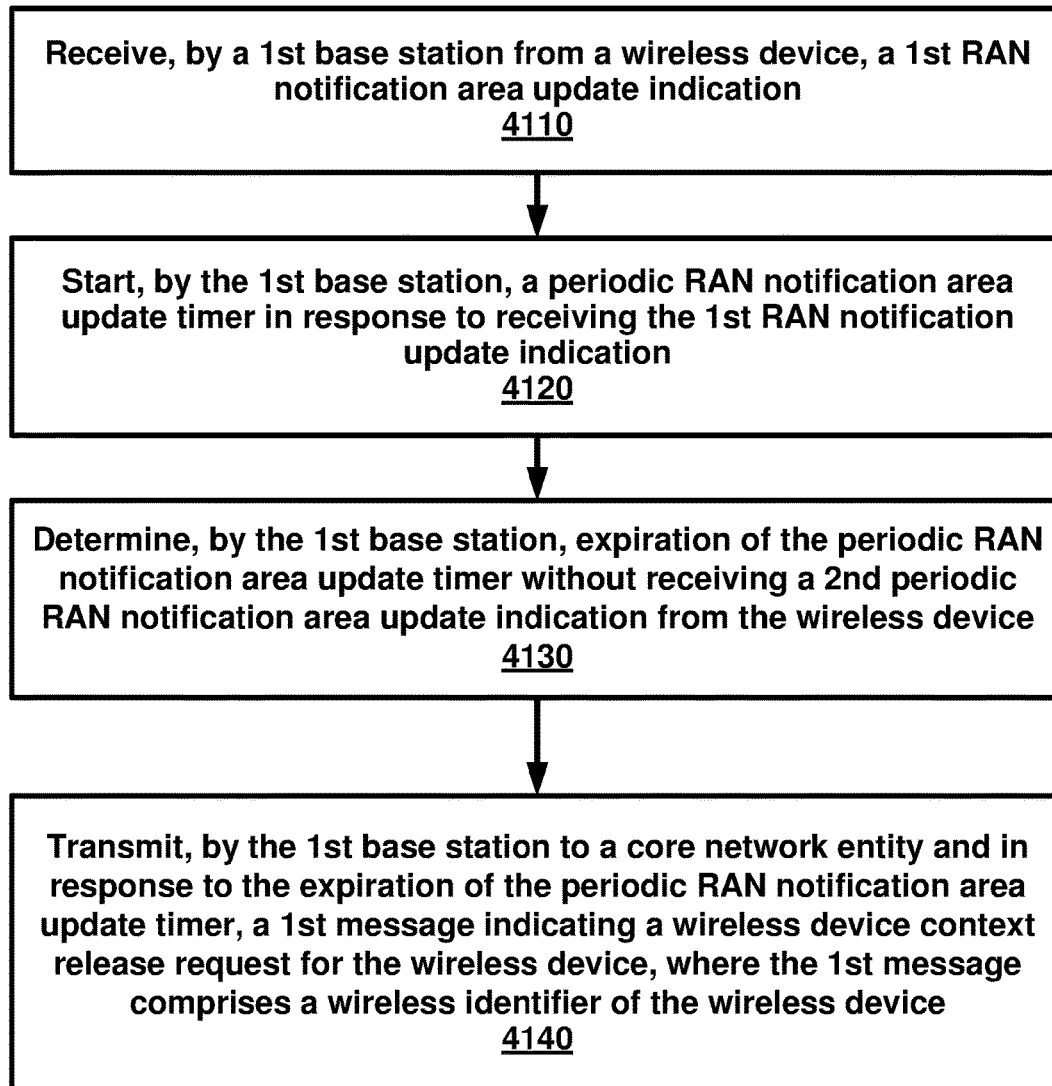 Receive, by a 1st base station from a wireless device, a 1st RAN
notification area update indication
4110
Start, by the 1st base station, a periodic RAN notification area
update timer in response to receiving the 1st RAN notification
update indication
4120
Determine, by the 1st base station, expiration of the periodic RAN
notification area update timer without receiving a 2nd periodic
RAN notification area update indication from the wireless device
4130
Transmit, by the 1st base station to a core network entity and in
response to the expiration of the periodic RAN notification area
update timer, a 1st message indicating a wireless device context
release request for the wireless device, where the 1st message
comprises a wireless identifier of the wireless device
4140